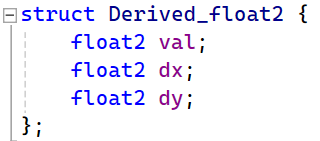 struct Derived_float2 {
    float2 val;
    float2 dx;
    float2 dy;
};